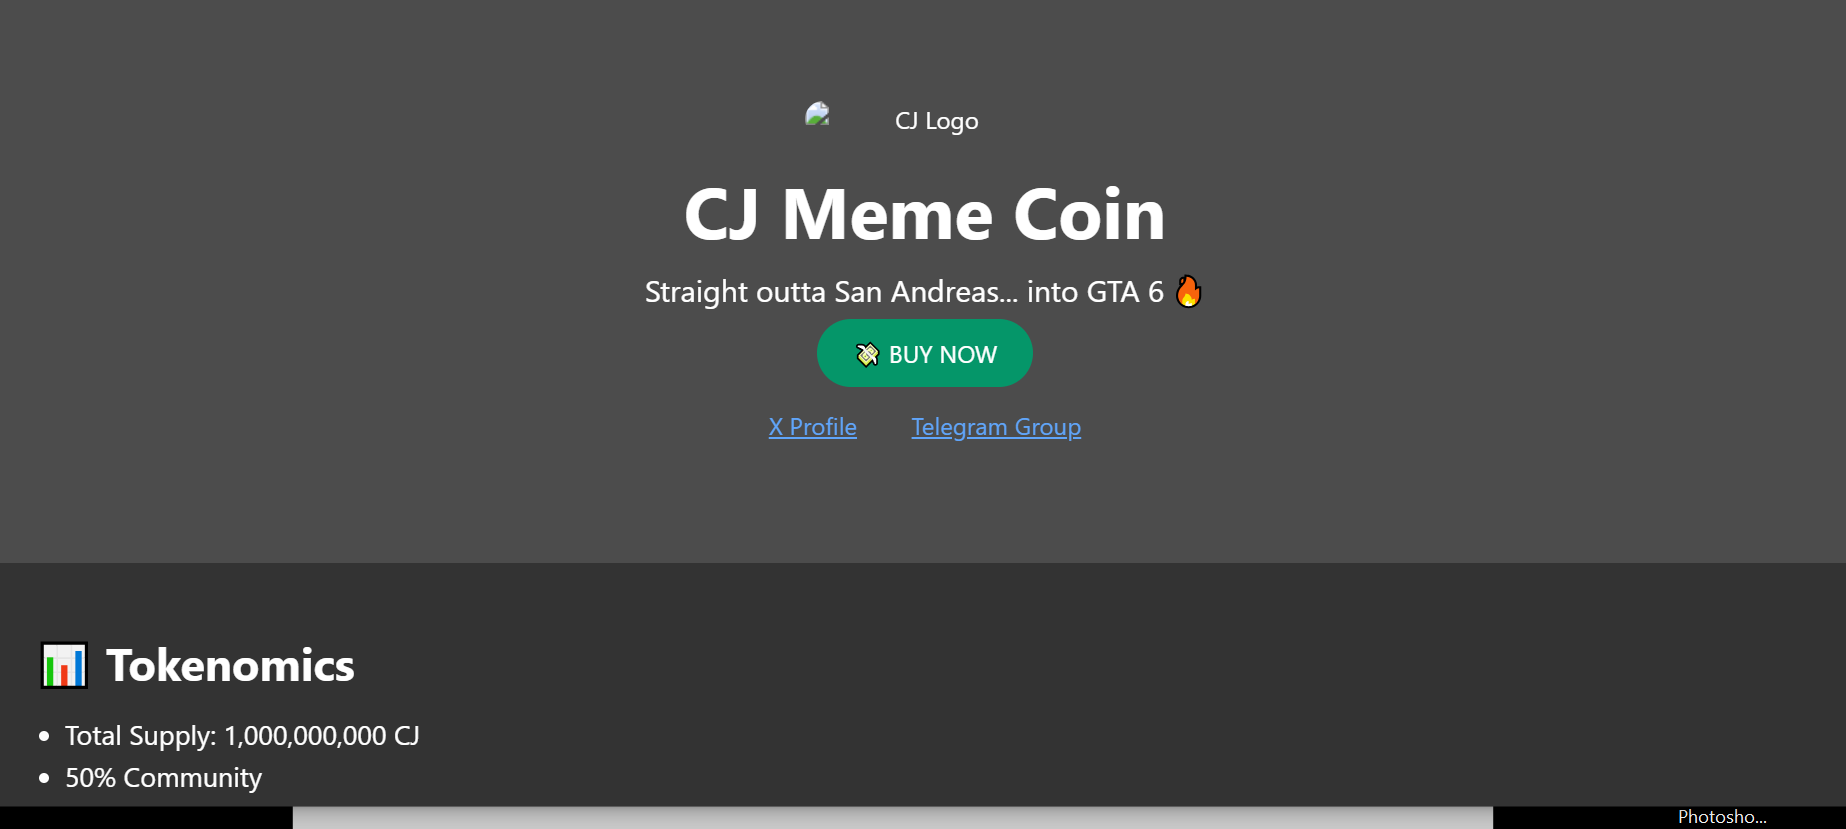 CJ Logo
CJ Meme Coin
Straight outta San Andreas... into GTA 6 🔥
💸 BUY NOW
X Profile Telegram Group
📊 Tokenomics
• Total Supply: 1,000,000,000 CJ
• 50% Community
Photosho...